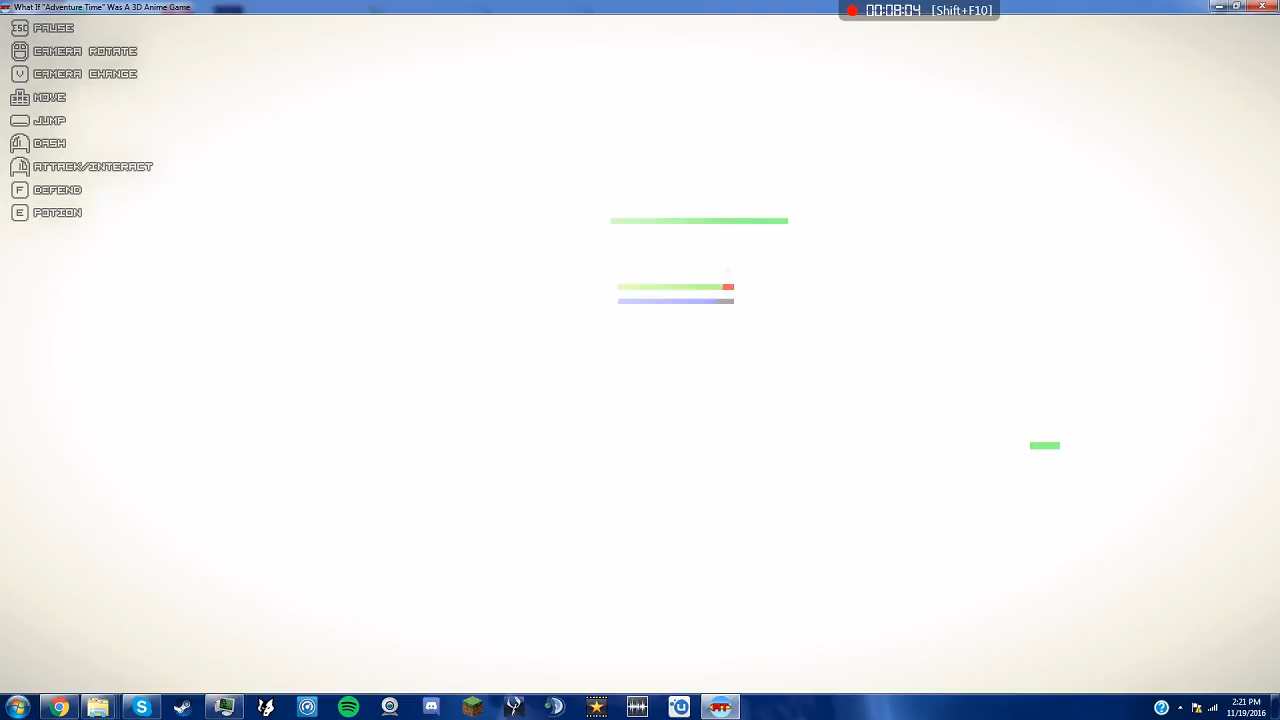 What If "Adventure Time" Was A 3D Anime Game
00:08:04 [Shift+F10]
ESC PAUSE
CAMERA ROTATE
V CAMERA CHANGE
MOVE
JUMP
DASH
ATTACK/INTERACT
F DEFEND
E POTION
2:21 PM
11/19/2016